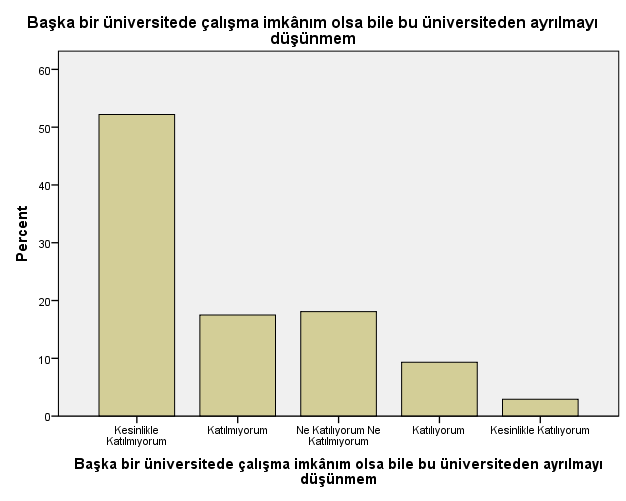 Başka bir üniversitede çalışma imkânım olsa bile bu üniversiteden ayrılmayı
düşünmem
60
50
40
30
20
10
0
Percent
Kesinlikle
Katılmıyorum
Katılmıyorum
Ne Katılıyorum Ne
Katılmıyorum
Katılıyorum
Kesinlikle Katılıyorum
Başka bir üniversitede çalışma imkânım olsa bile bu üniversiteden ayrılmayı
düşünmem